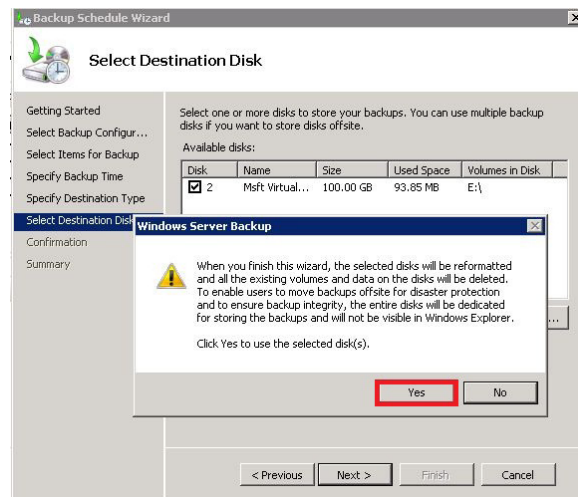 Backup Schedule Wizard
Select Destination Disk
Getting Started
Select Backup Configur...
Select Items for Backup
Specify Backup Time
Specify Destination Type
Select Destination Disk
Confirmation
Summary
Select one or more disks to store your backups. You can use multiple backup
disks if you want to store disks offsite.
Available disks:
Disk Name Size Used Space Volumes in Disk
2 Msft Virtual... 100.00 GB 93.85 MB E:\
Windows Server Backup
When you finish this wizard, the selected disks will be reformatted
and all the existing volumes and data on the disks will be deleted.
To enable users to move backups offsite for disaster protection
and to ensure backup integrity, the entire disks will be dedicated
for storing the backups and will not be visible in Windows Explorer.
Click Yes to use the selected disk(s).
...
Yes No
< Previous Next > Finish Cancel